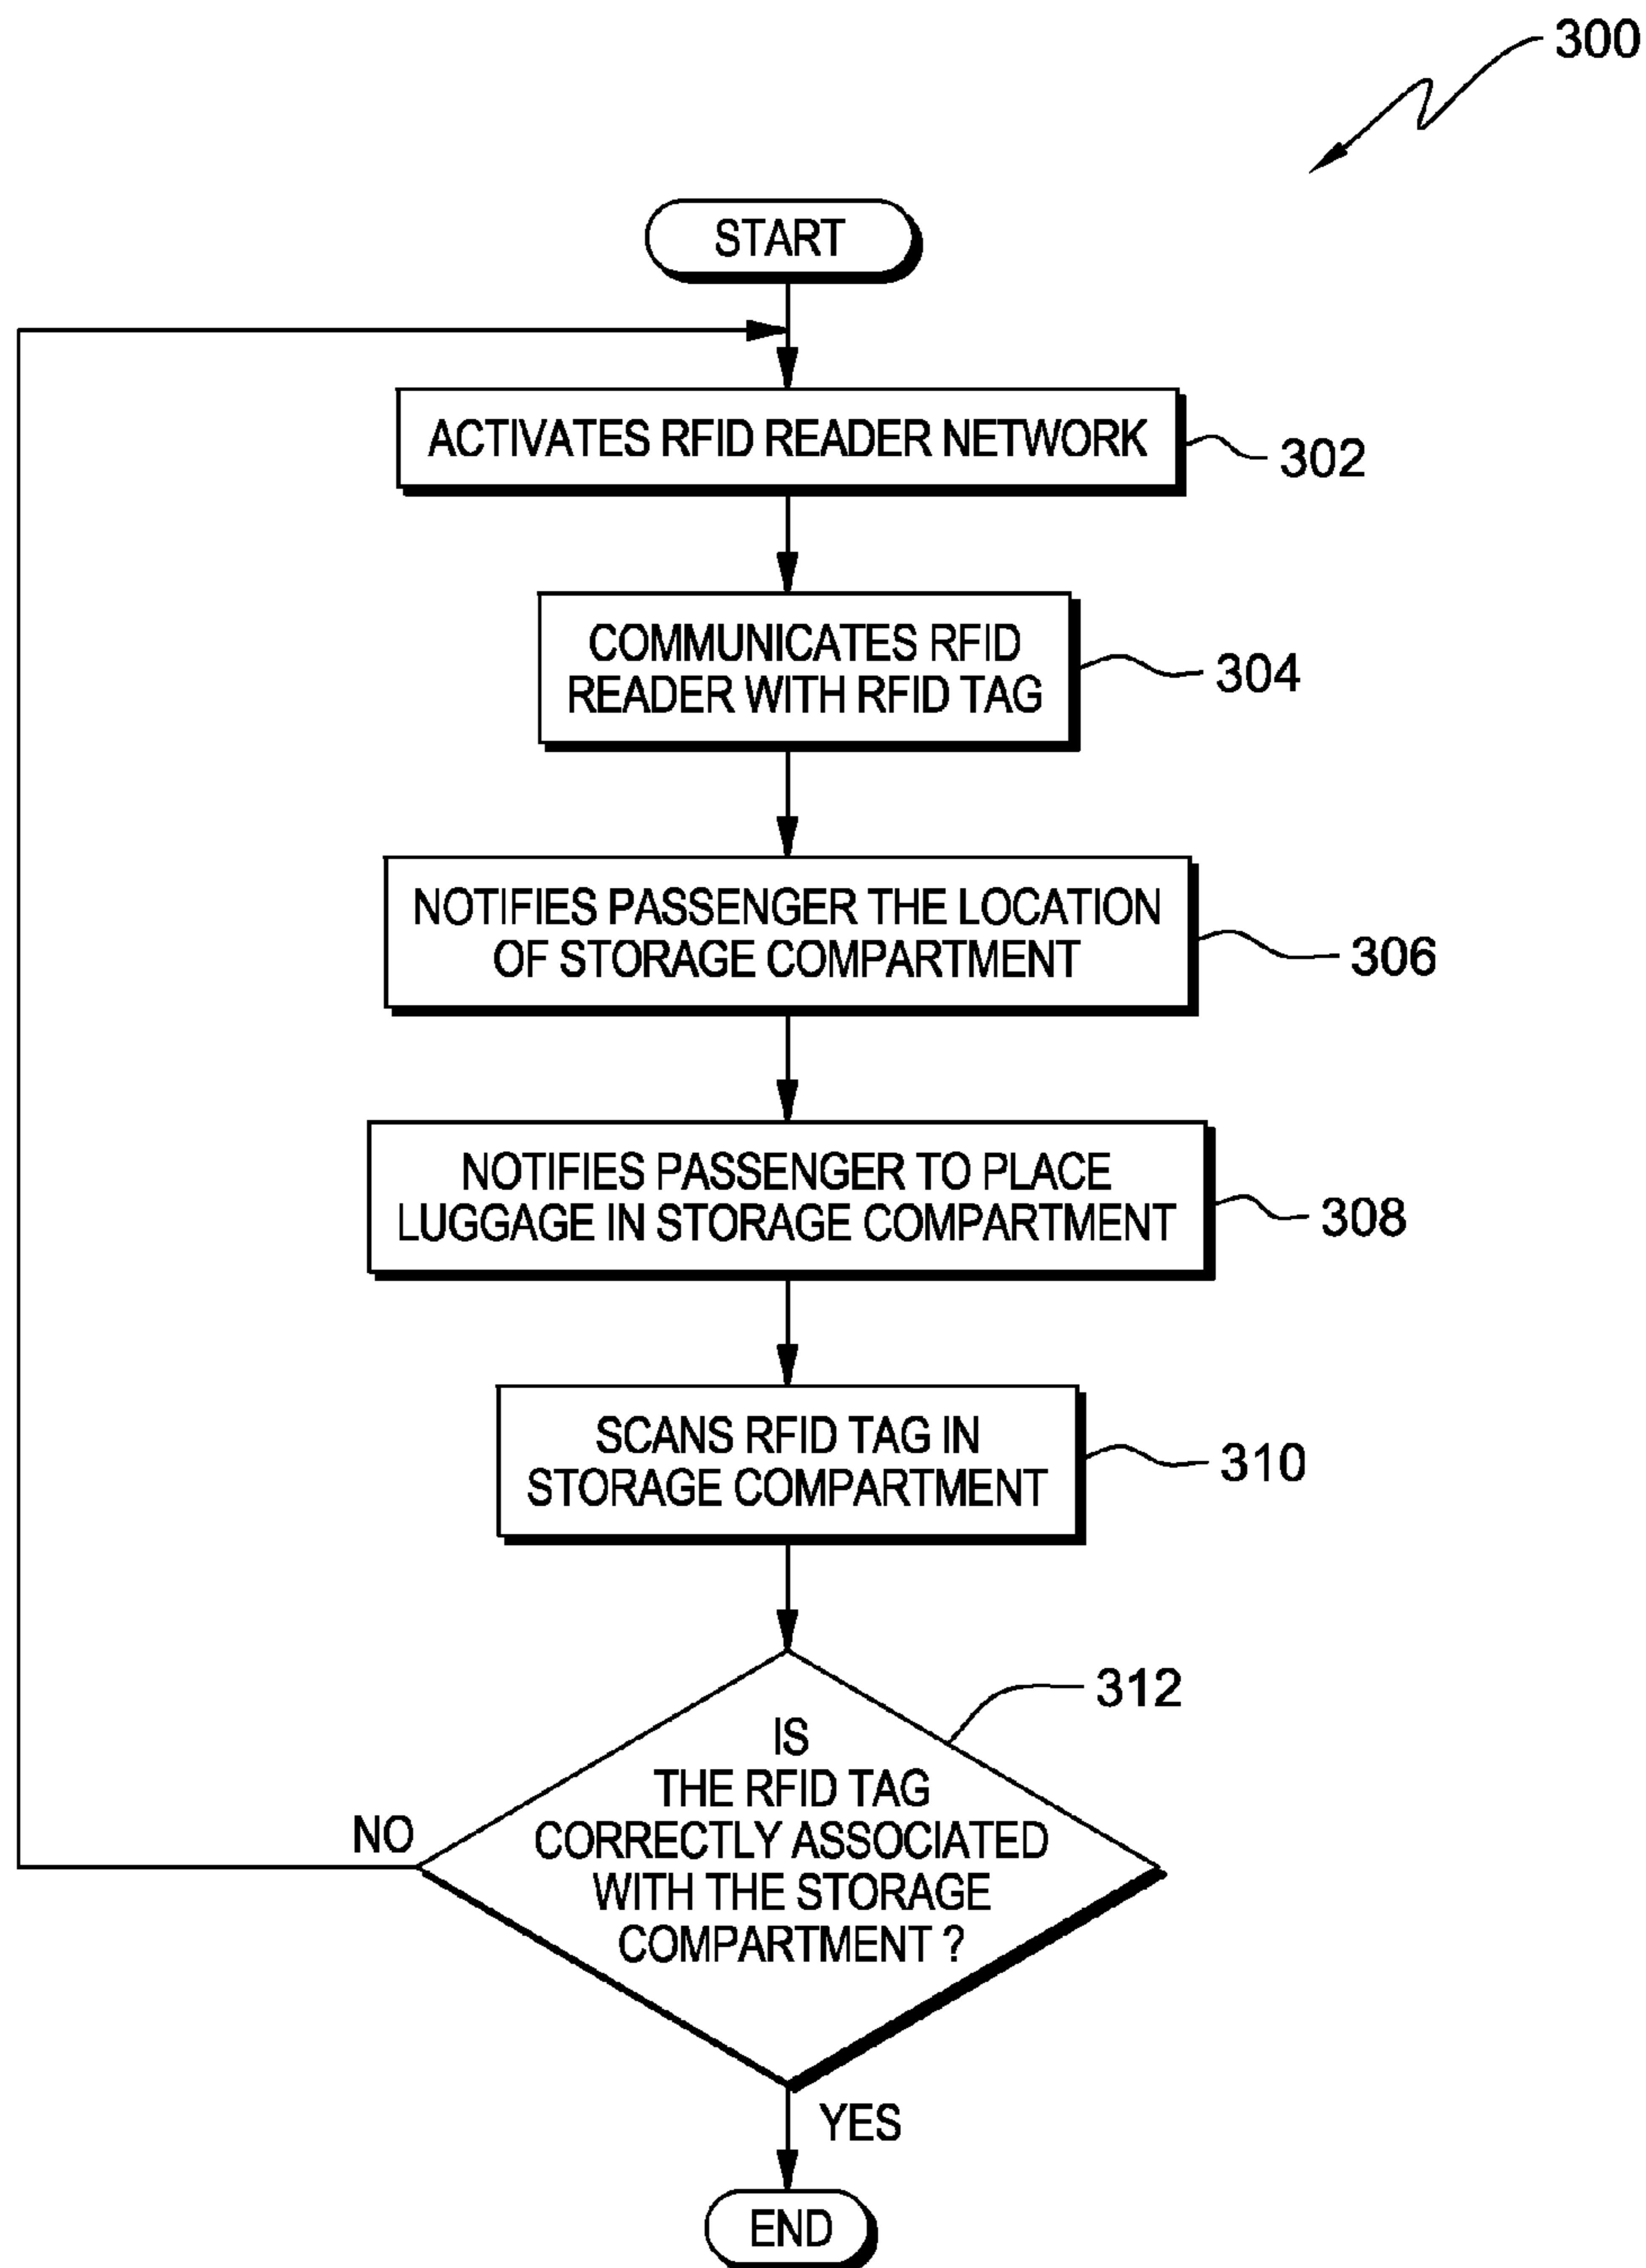 300
START
ACTIVATES RFID READER NETWORK
302
COMMUNICATES RFID
READER WITH RFID TAG
304
NOTIFIES PASSENGER THE LOCATION
OF STORAGE COMPARTMENT
306
NOTIFIES PASSENGER TO PLACE
LUGGAGE IN STORAGE COMPARTMENT
308
SCANS RFID TAG IN
STORAGE COMPARTMENT
310
312
IS
THE RFID TAG
CORRECTLY ASSOCIATED
WITH THE STORAGE
COMPARTMENT ?
NO
YES
END